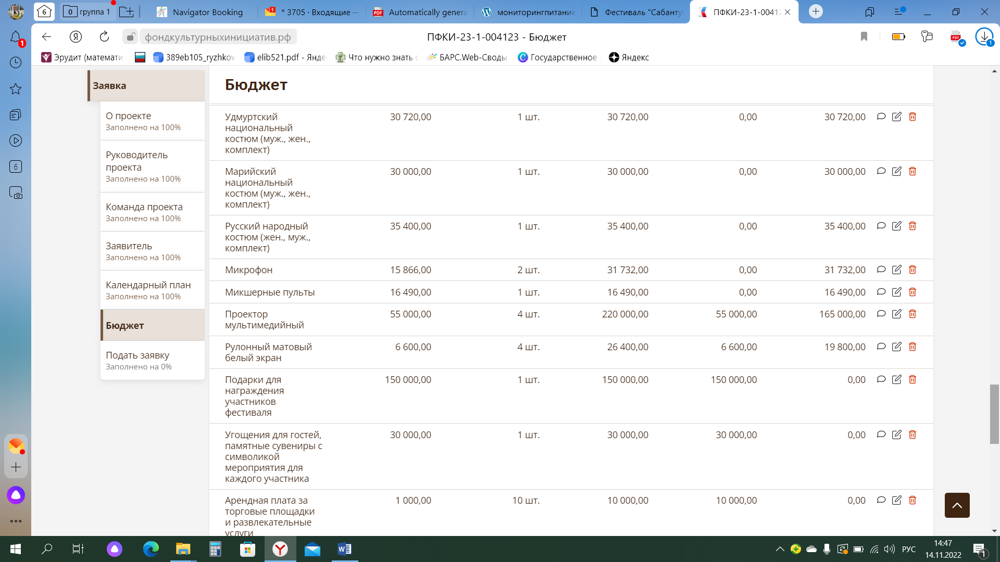 6
0
группа 1
Navigator Booking
* 3705 · Входящие —
Automatically genera
мониторингпитание
Фестиваль "Сабанту
ПФКИ-23-1-00412
фондкультурныхинициатив.рф
ПФКИ-23-1-004123 - Бюджет
PDF
1
1
Эрудит (математи
389eb105_ryzhkov
elib521.pdf - Янде
Что нужно знать
БАРС.Web-Своды
Государственное
Яндекс
6
Заявка
О проекте
Заполнено на 100%
Руководитель
проекта
Заполнено на 100%
Команда проекта
Заполнено на 100%
Заявитель
Заполнено на 100%
Календарный план
Заполнено на 100%
Бюджет
Подать заявку
Заполнено на 0%
Бюджет
Удмуртский 30 720,00 1 шт. 30 720,00 0,00 30 720,00
национальный
костюм (муж., жен.,
комплект)
Марийский 30 000,00 1 шт. 30 000,00 0,00 30 000,00
национальный
костюм (муж., жен.,
комплект)
Русский народный 35 400,00 1 шт. 35 400,00 0,00 35 400,00
костюм (жен., муж.,
комплект)
Микрофон 15 866,00 2 шт. 31 732,00 0,00 31 732,00
Микшерные пульты 16 490,00 1 шт. 16 490,00 0,00 16 490,00
Проектор 55 000,00 4 шт. 220 000,00 55 000,00 165 000,00
мультимедийный
Рулонный матовый 6 600,00 4 шт. 26 400,00 6 600,00 19 800,00
белый экран
Подарки для 150 000,00 1 шт. 150 000,00 150 000,00 0,00
награждения
участников
фестиваля
Угощения для гостей, 30 000,00 1 шт. 30 000,00 30 000,00 0,00
памятные сувениры с
символикой
мероприятия для
каждого участника
Арендная плата за 1 000,00 10 шт. 10 000,00 10 000,00 0,00
торговые площадки
и развлекательные
услуги
РУС
14:47
14.11.2022
1